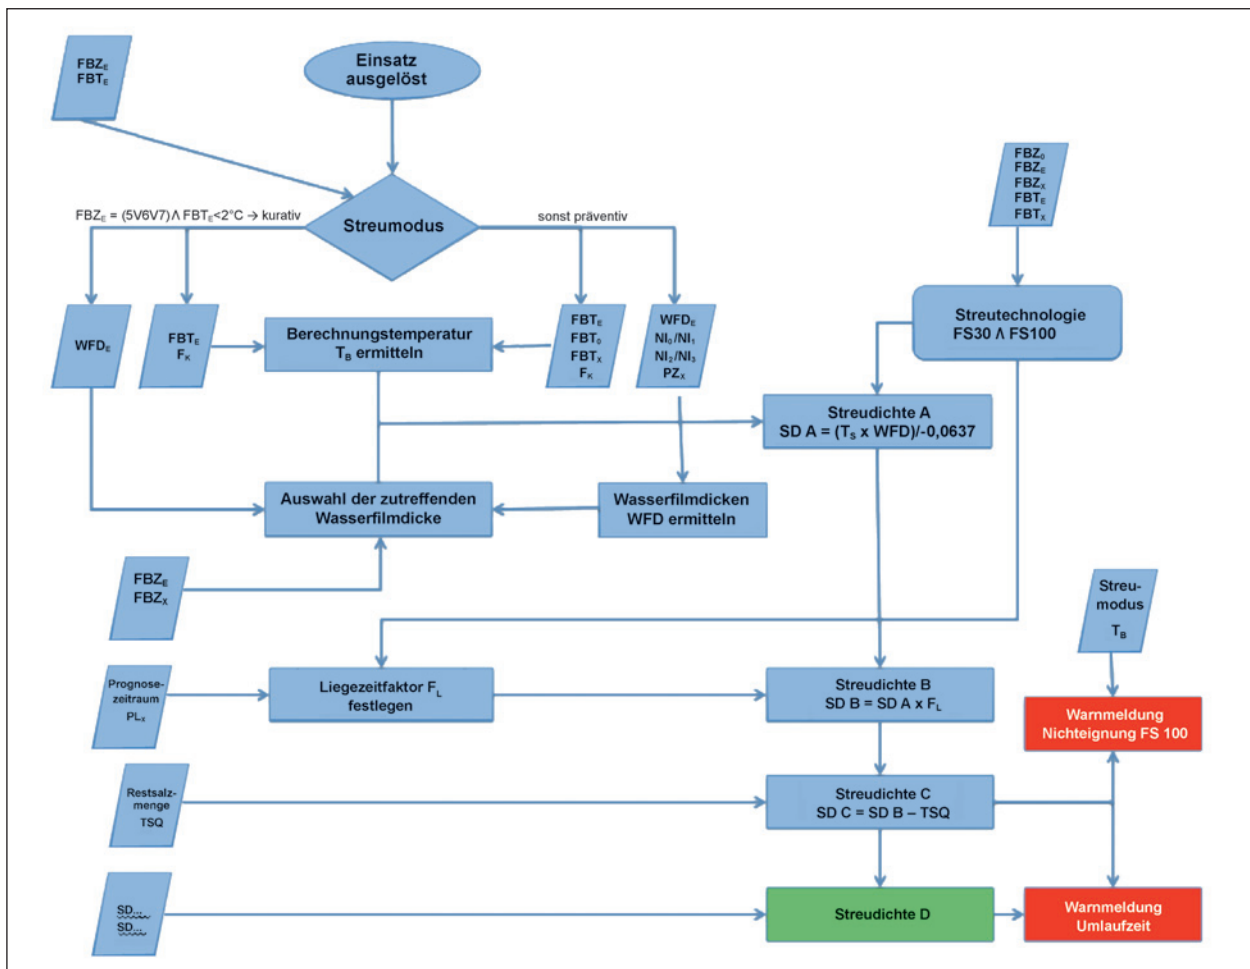 FBZE
FBTE
Einsatz
ausgelöst
FBZ0
FBZE
FBZX
FBTE
FBTX
FBZE = (5V6V7) Λ FBTE<2°C → kurativ
Streumodus
sonst präventiv
WFDE
FBTE
FK
Berechnungstemperatur
TB ermitteln
FBTE
FBT0
FBTX
FK
WFDE
NI0/NI1
NI2/NI3
PZX
Streutechnologie
FS30 Λ FS100
Streudichte A
SD A = (TS x WFD)/-0,0637
Auswahl der zutreffenden
Wasserfilmdicke
Wasserfilmdicken
WFD ermitteln
FBZE
FBZX
Streu-
modus
TB
Prognose-
zeitraum
PLX
Liegezeitfaktor FL
festlegen
Streudichte B
SD B = SD A x FL
Warnmeldung
Nichteignung FS 100
Restsalz-
menge
TSQ
Streudichte C
SD C = SD B – TSQ
SD...
SD...
Streudichte D
Warnmeldung
Umlaufzeit